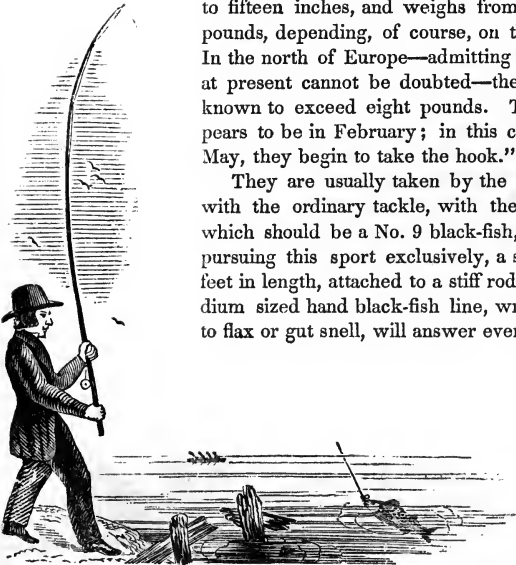 to fifteen inches, and weighs from
pounds, depending, of course, on t
In the north of Europe—admitting
at present cannot be doubted—the
known to exceed eight pounds. T
pears to be in February; in this c
May, they begin to take the hook."
They are usually taken by the
with the ordinary tackle, with the
which should be a No. 9 black-fish,
pursuing this sport exclusively, a s
feet in length, attached to a stiff rod
dium sized hand black-fish line, w
to flax or gut snell, will answer ever